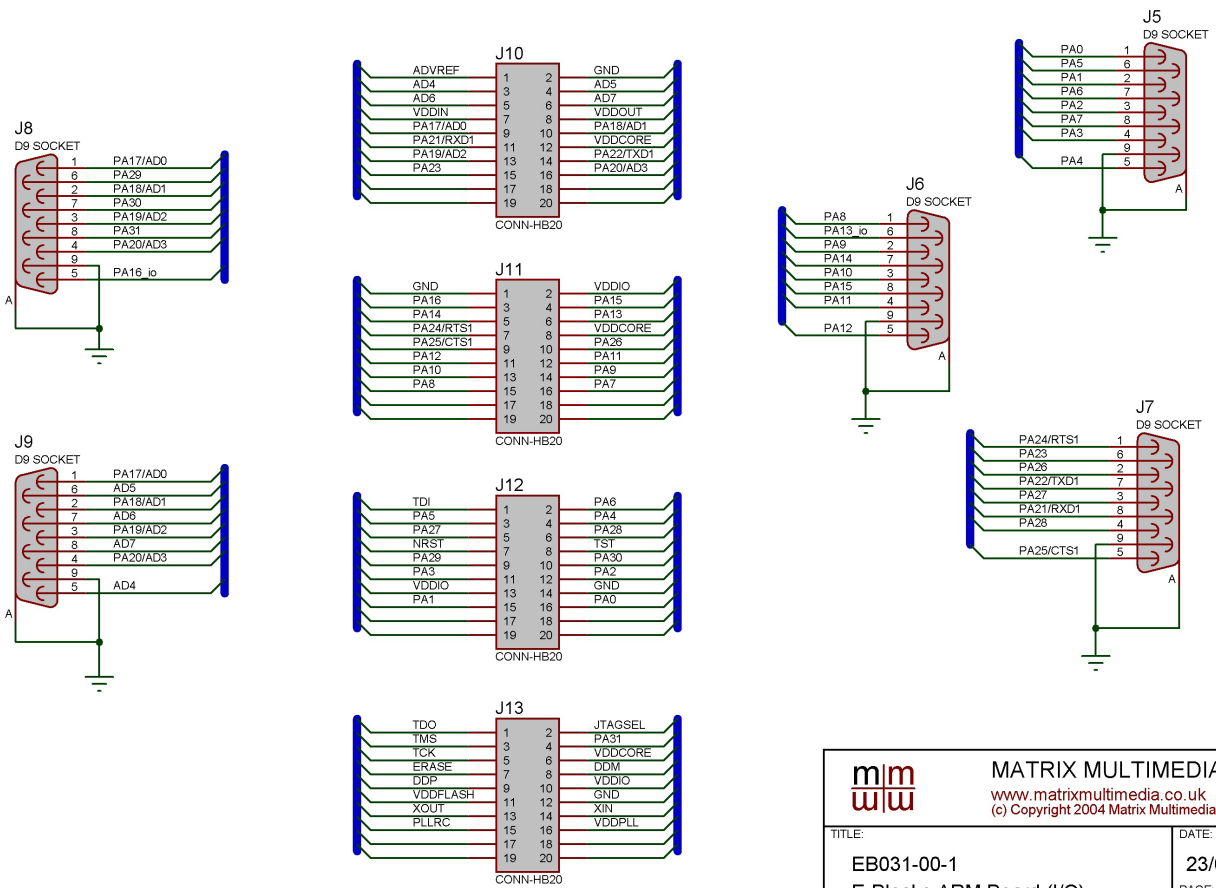 J8
D9 SOCKET
1 PA17/AD0
6 PA29
2 PA18/AD1
7 PA30
3 PA19/AD2
8 PA31
4 PA20/AD3
9
5 PA16_io
A
J9
D9 SOCKET
1 PA17/AD0
6 AD5
2 PA18/AD1
7 AD6
3 PA19/AD2
8 AD7
4 PA20/AD3
9
5 AD4
A
J10
ADVREF 1 2 GND
AD4 3 4 AD5
AD6 5 6 AD7
VDDIN 7 8 VDDOUT
PA17/AD0 9 10 PA18/AD1
PA21/RXD1 11 12 VDDCORE
PA19/AD2 13 14 PA22/TXD1
PA23 15 16 PA20/AD3
17 18
19 20
CONN-HB20
J11
GND 1 2 VDDIO
PA16 3 4 PA15
PA14 5 6 PA13
PA24/RTS1 7 8 VDDCORE
PA25/CTS1 9 10 PA26
PA12 11 12 PA11
PA10 13 14 PA9
PA8 15 16 PA7
17 18
19 20
CONN-HB20
J12
TDI 1 2 PA6
PA5 3 4 PA4
PA27 5 6 PA28
NRST 7 8 TST
PA29 9 10 PA30
PA3 11 12 PA2
VDDIO 13 14 GND
PA1 15 16 PA0
17 18
19 20
CONN-HB20
J13
TDO 1 2 JTAGSEL
TMS 3 4 PA31
TCK 5 6 VDDCORE
ERASE 7 8 DDM
DDP 9 10 VDDIO
VDDFLASH 11 12 GND
XOUT 13 14 XIN
PLLRC 15 16 VDDPLL
17 18
19 20
CONN-HB20
J5
D9 SOCKET
PA0 1
PA5 6
PA1 2
PA6 7
PA2 3
PA7 8
PA3 4
9
PA4 5
A
J6
D9 SOCKET
PA8 1
PA13_io 6
PA9 2
PA14 7
PA10 3
PA15 8
PA11 4
9
PA12 5
A
J7
D9 SOCKET
PA24/RTS1 1
PA23 6
PA26 2
PA22/TXD1 7
PA27 3
PA21/RXD1 8
PA28 4
9
PA25/CTS1 5
A
MATRIX MULTIMEDIA
www.matrixmultimedia.co.uk
(c) Copyright 2004 Matrix Multimedia
TITLE: DATE:
EB031-00-1 23/